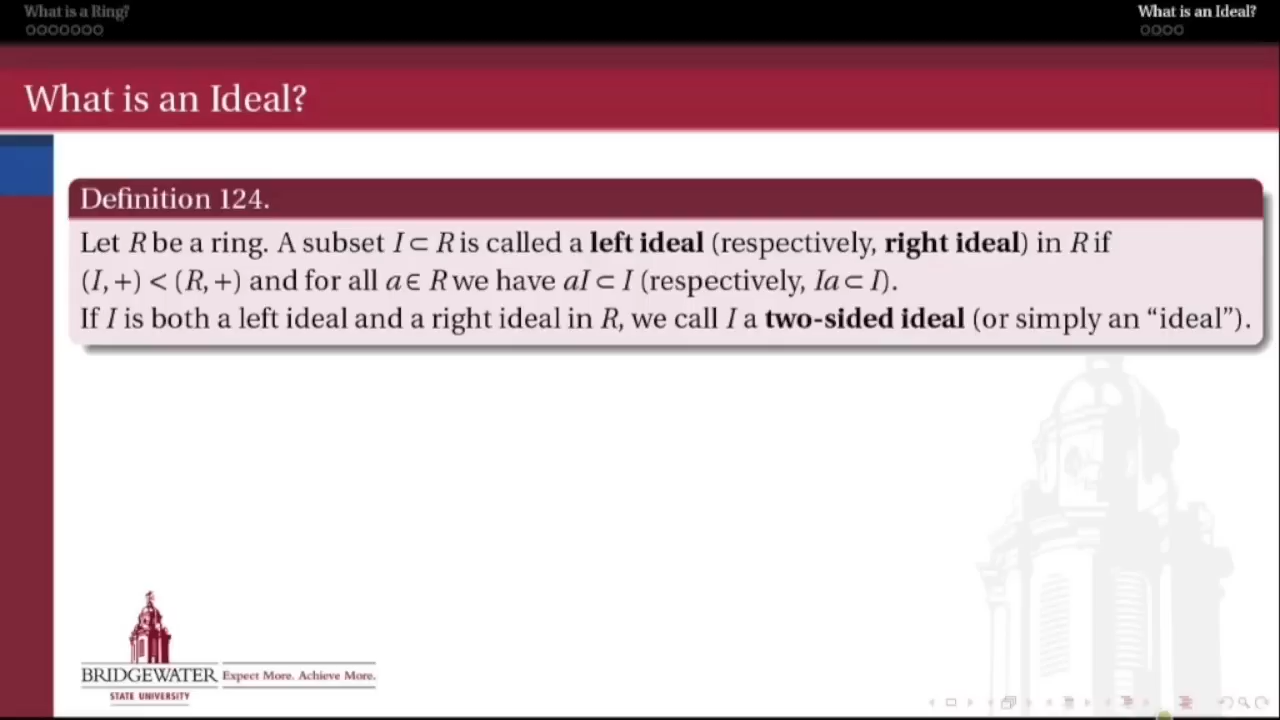 What is a Ring?
What is an Ideal?
What is an Ideal?
Definition 124.
Let R be a ring. A subset I ⊂ R is called a left ideal (respectively, right ideal) in R if
(I, +) < (R, +) and for all a ∈ R we have aI ⊂ I (respectively, Ia ⊂ I).
If I is both a left ideal and a right ideal in R, we call I a two-sided ideal (or simply an “ideal”).
BRIDGEWATER
STATE UNIVERSITY
Expect More. Achieve More.